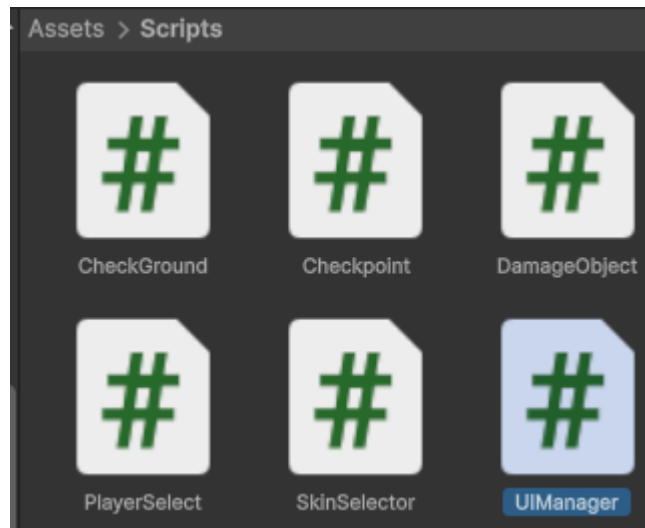 Assets > Scripts
CheckGround
Checkpoint
DamageObject
PlayerSelect
SkinSelector
UIManager